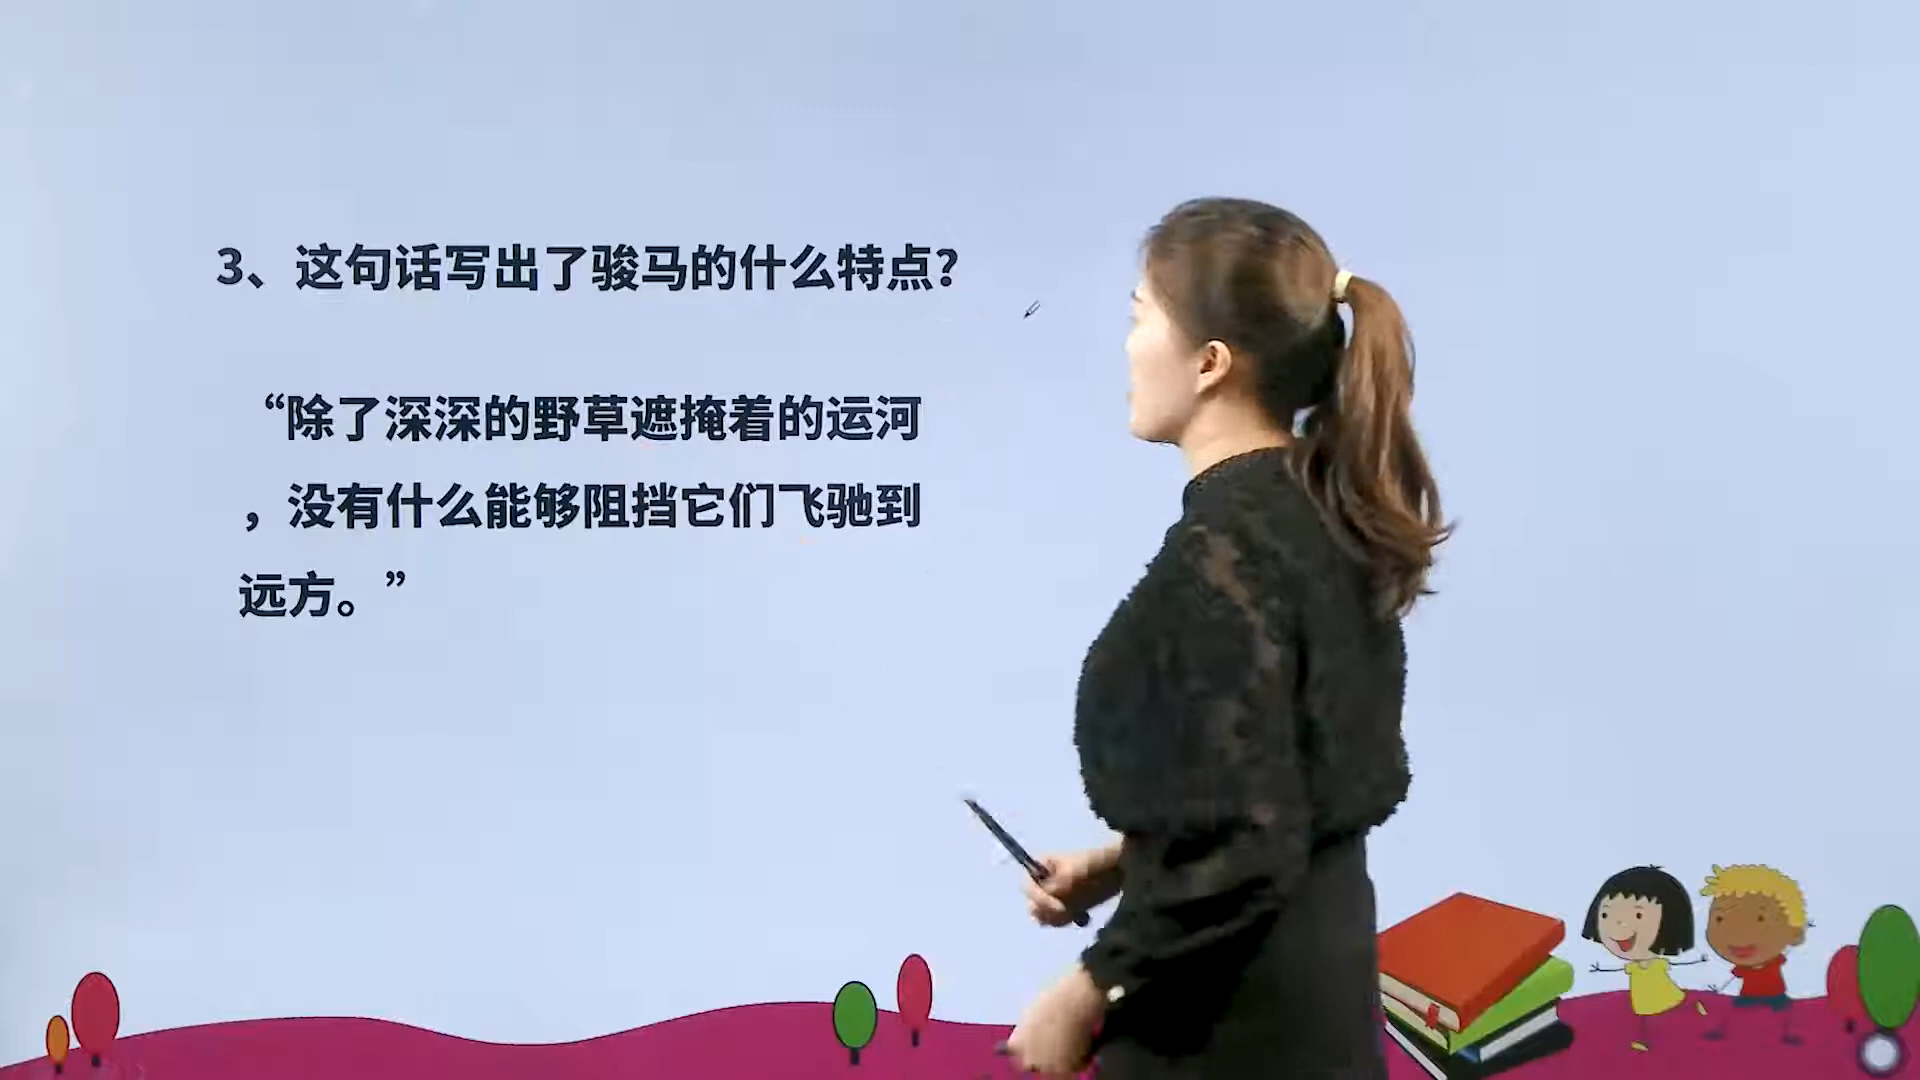 3、这句话写出了骏马的什么特点？
“除了深深的野草遮掩着的运河
，没有什么能够阻挡它们飞驰到
远方。”